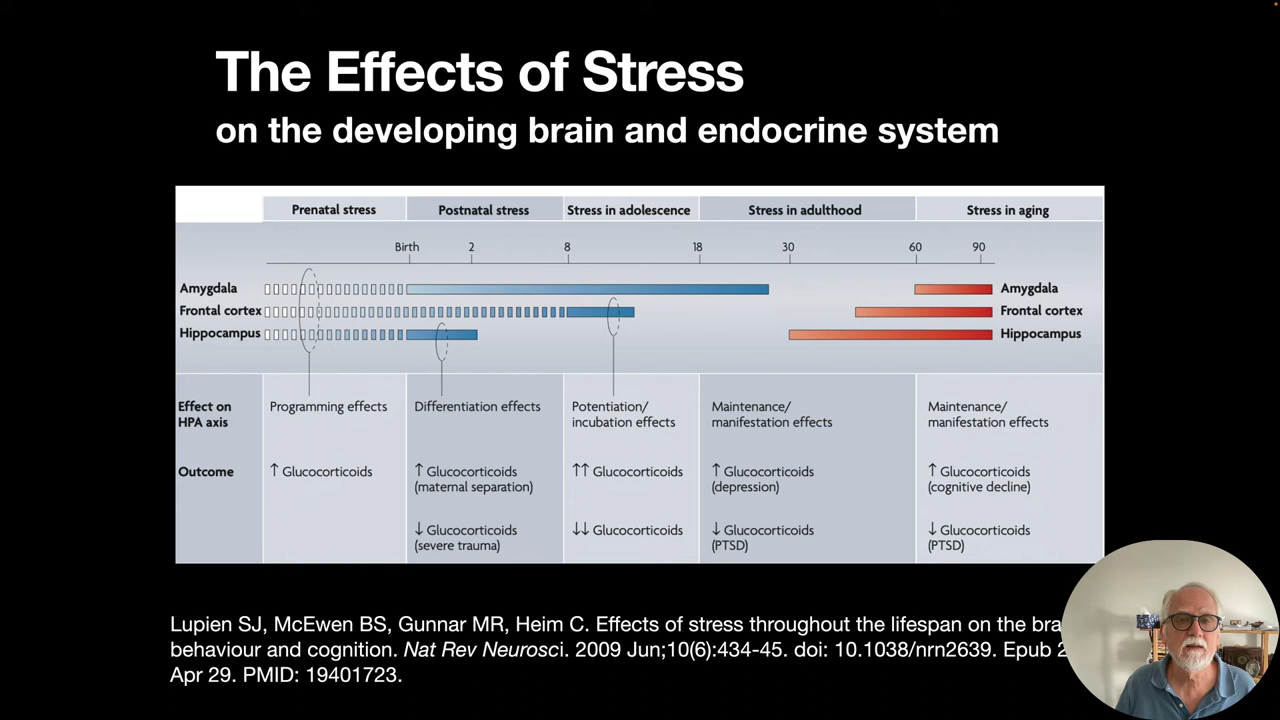 The Effects of Stress
on the developing brain and endocrine system
Prenatal stress Postnatal stress Stress in adolescence Stress in adulthood Stress in aging
Birth 2 8 18 30 60 90
Amygdala Amygdala
Frontal cortex Frontal cortex
Hippocampus Hippocampus
Effect on Programming effects Differentiation effects Potentiation/ Maintenance/ Maintenance/
HPA axis incubation effects manifestation effects manifestation effects
Outcome ↑ Glucocorticoids ↑ Glucocorticoids ↑↑ Glucocorticoids ↑ Glucocorticoids ↑ Glucocorticoids
(maternal separation) (depression) (cognitive decline)
↓ Glucocorticoids ↓↓ Glucocorticoids ↓ Glucocorticoids ↓ Glucocorticoids
(severe trauma) (PTSD) (PTSD)
Lupien SJ, McEwen BS, Gunnar MR, Heim C. Effects of stress throughout the lifespan on the
behaviour and cognition. Nat Rev Neurosci. 2009 Jun;10(6):434-45. doi: 10.1038/nrn2639. Epub
Apr 29. PMID: 19401723.